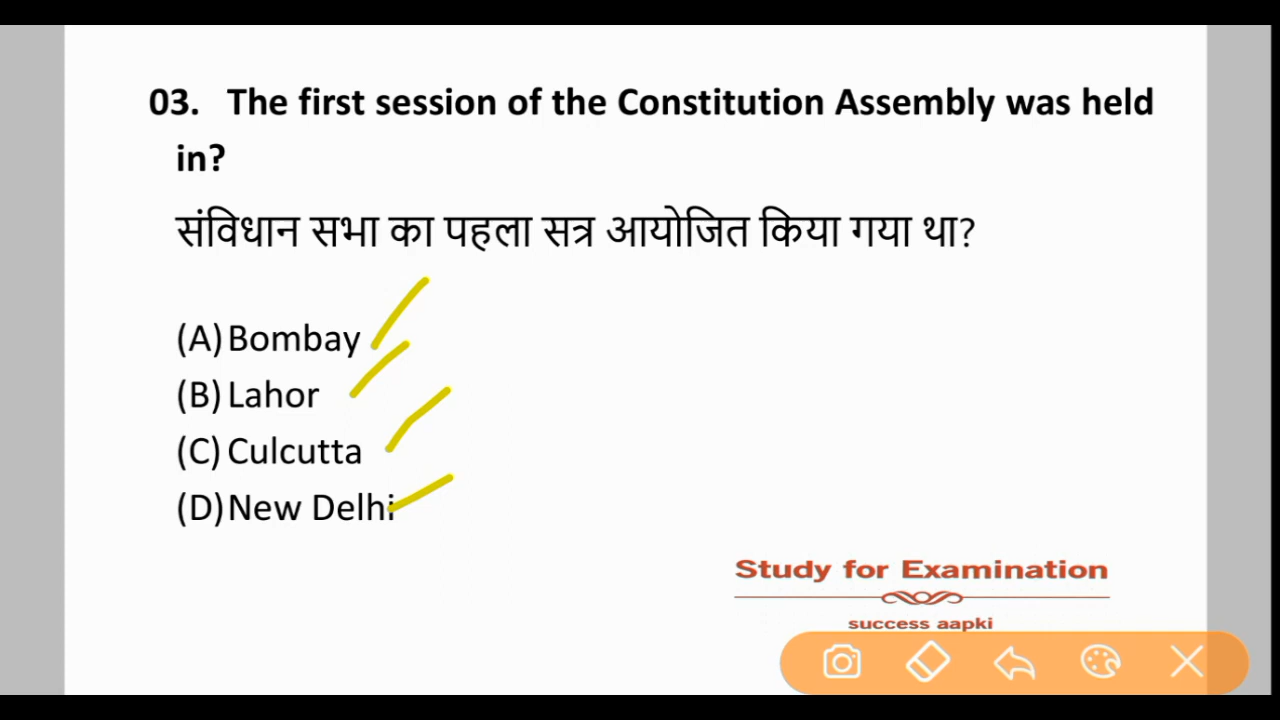 03. The first session of the Constitution Assembly was held
in?
संविधान सभा का पहला सत्र आयोजित किया गया था?
(A) Bombay
(B) Lahor
(C) Culcutta
(D) New Delhi
Study for Examination
success aapki